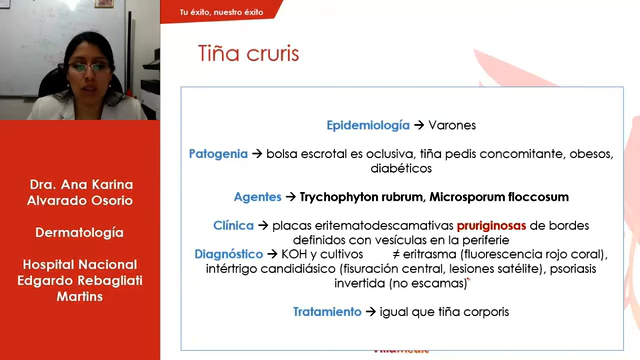 Tu éxito, nuestro éxito
Tiña cruris
Epidemiología → Varones
Patogenia → bolsa escrotal es oclusiva, tiña pedis concomitante, obesos,
diabéticos
Agentes → Trychophyton rubrum, Microsporum floccosum
Clínica → placas eritematodescamativas pruriginosas de bordes
definidos con vesículas en la periferie
Diagnóstico → KOH y cultivos ≠ eritrasma (fluorescencia rojo coral),
intértrigo candidiásico (fisuración central, lesiones satélite), psoriasis
invertida (no escamas)
Tratamiento → igual que tiña corporis
Dra. Ana Karina
Alvarado Osorio
Dermatología
Hospital Nacional
Edgardo Rebagliati
Martins